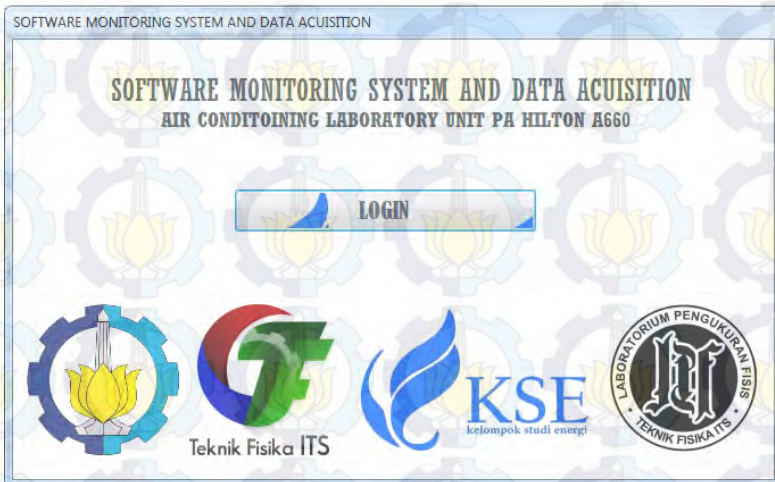 SOFTWARE MONITORING SYSTEM AND DATA ACUISITION
SOFTWARE MONITORING SYSTEM AND DATA ACUISITION
AIR CONDITOINING LABORATORY UNIT PA HILTON A660
LOGIN
Teknik Fisika ITS
KSE
kelompok studi energi
LABORATORIUM PENGUKURAN FISIS
TEKNIK FISIKA ITS